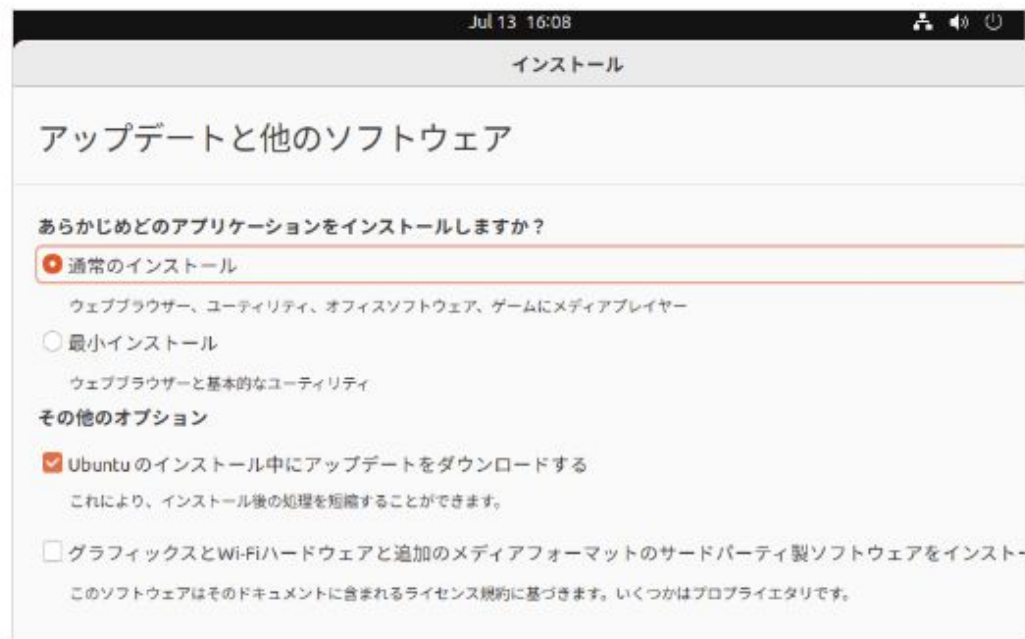 Jul 13 16:08
インストール
アップデートと他のソフトウェア
あらかじめどのアプリケーションをインストールしますか？
通常のインストール
ウェブブラウザー、ユーティリティ、オフィスソフトウェア、ゲームにメディアプレイヤー
最小インストール
ウェブブラウザーと基本的なユーティリティ
その他のオプション
Ubuntu のインストール中にアップデートをダウンロードする
これにより、インストール後の処理を短縮することができます。
グラフィックスとWi-Fiハードウェアと追加のメディアフォーマットのサードパーティ製ソフトウェアをインストー
このソフトウェアはそのドキュメントに含まれるライセンス規約に基づきます。いくつかはプロプライエタリです。